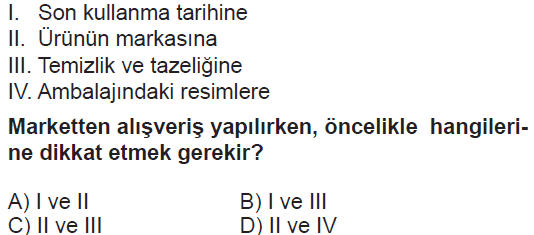 I. Son kullanma tarihine
II. Ürünün markasına
III. Temizlik ve tazeliğine
IV. Ambalajındaki resimlere
Marketten alışveriş yapılırken, öncelikle hangileri-
ne dikkat etmek gerekir?
A) I ve II B) I ve III
C) II ve III D) II ve IV